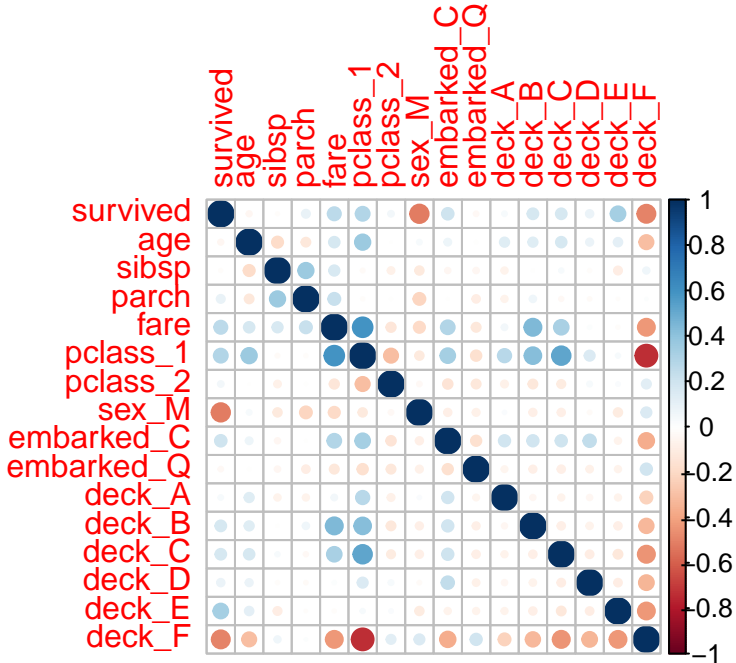 survived
age
sibsp
parch
fare
pclass_1
pclass_2
sex_M
embarked_C
embarked_Q
deck_A
deck_B
deck_C
deck_D
deck_E
deck_F
survived
age
sibsp
parch
fare
pclass_1
pclass_2
sex_M
embarked_C
embarked_Q
deck_A
deck_B
deck_C
deck_D
deck_E
deck_F
1
0.8
0.6
0.4
0.2
0
-0.2
-0.4
-0.6
-0.8
-1